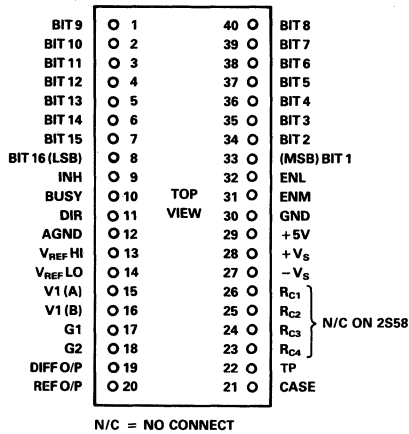 BIT 9 1 40 BIT 8
BIT 10 2 39 BIT 7
BIT 11 3 38 BIT 6
BIT 12 4 37 BIT 5
BIT 13 5 36 BIT 4
BIT 14 6 35 BIT 3
BIT 15 7 34 BIT 2
BIT 16 (LSB) 8 33 (MSB) BIT 1
INH 9 32 ENL
BUSY 10 TOP 31 ENM
DIR 11 VIEW 30 GND
AGND 12 29 +5V
VREF HI 13 28 +VS
VREF LO 14 27 -VS
V1 (A) 15 26 RC1
V1 (B) 16 25 RC2
G1 17 24 RC3
G2 18 23 RC4
N/C ON 2S58
DIFF O/P 19 22 TP
REF O/P 20 21 CASE
N/C = NO CONNECT